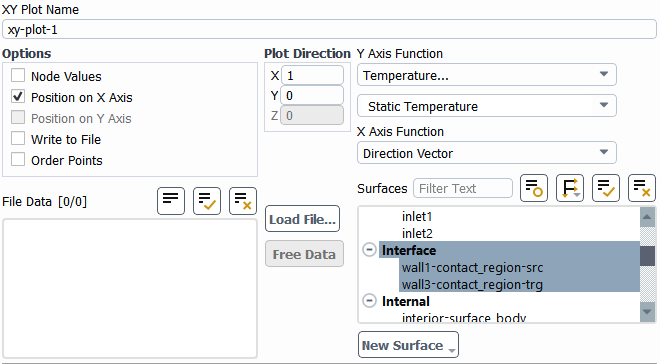 XY Plot Name
xy-plot-1
Options
Node Values
Position on X Axis
Position on Y Axis
Write to File
Order Points
Plot Direction
X 1
Y 0
Z 0
Y Axis Function
Temperature...
Static Temperature
X Axis Function
Direction Vector
File Data [0/0]
Load File...
Free Data
Surfaces Filter Text
inlet1
inlet2
Interface
wall1-contact_region-src
wall3-contact_region-trg
Internal
interior-surface_body
New Surface